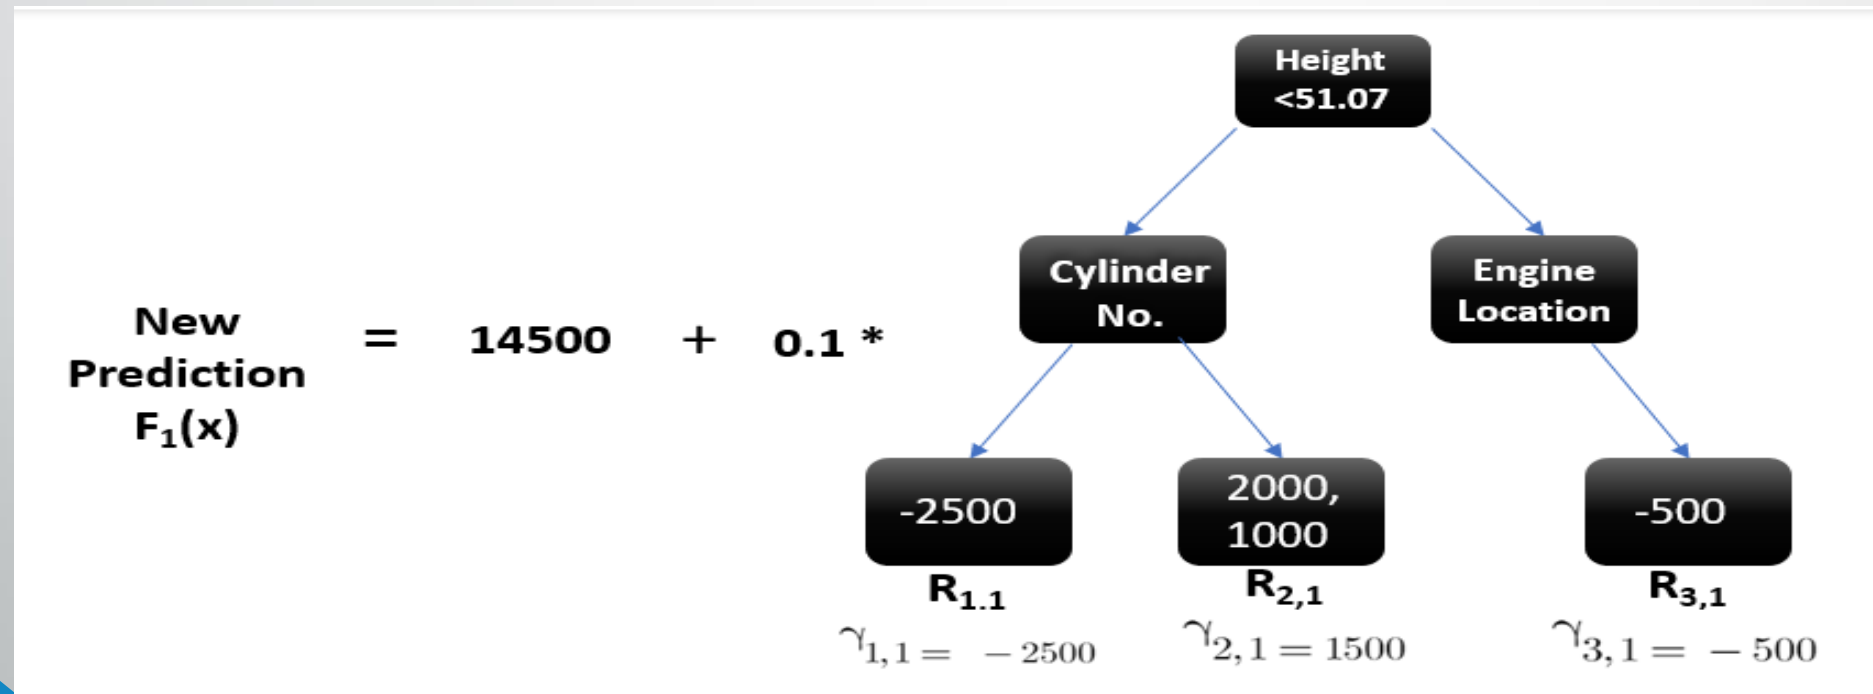 Height
<51.07
Cylinder
No.
Engine
Location
New
Prediction
F₁(x)
= 14500 + 0.1 *
-2500
2000,
1000
-500
R₁.₁
R₂,₁
R₃,₁
γ₁,₁ = − 2500
γ₂,₁ = 1500
γ₃,₁ = − 500